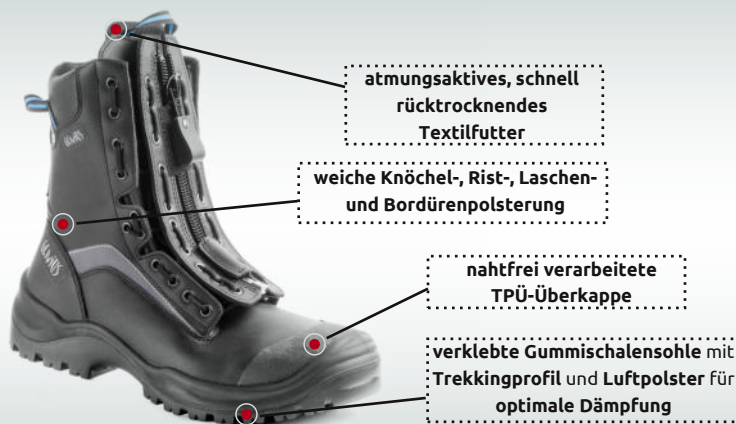 atmungsaktives, schnell
rücktrocknendes
Textilfutter
weiche Knöchel-, Rist-, Laschen-
und Bordürenpolsterung
nahtfrei verarbeitete
TPÜ-Überkappe
verklebte Gummischalensohle mit
Trekkingprofil und Luftpolster für
optimale Dämpfung